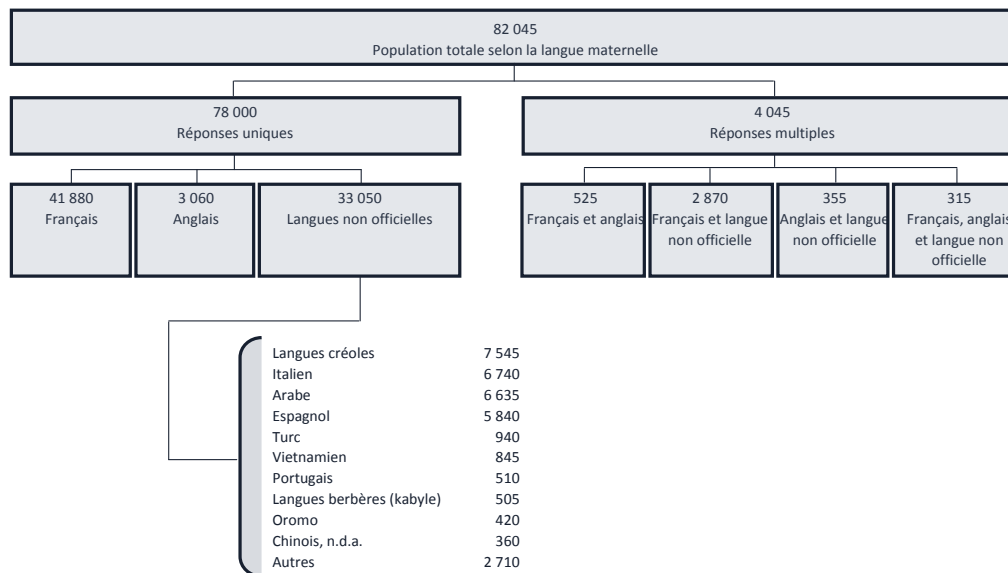 82 045
Population totale selon la langue maternelle
78 000
Réponses uniques
4 045
Réponses multiples
41 880
Français
3 060
Anglais
33 050
Langues non officielles
525
Français et anglais
2 870
Français et langue
non officielle
355
Anglais et langue
non officielle
315
Français, anglais
et langue non
officielle
Langues créoles 7 545
Italien 6 740
Arabe 6 635
Espagnol 5 840
Turc 940
Vietnamien 845
Portugais 510
Langues berbères (kabyle) 505
Oromo 420
Chinois, n.d.a. 360
Autres 2 710